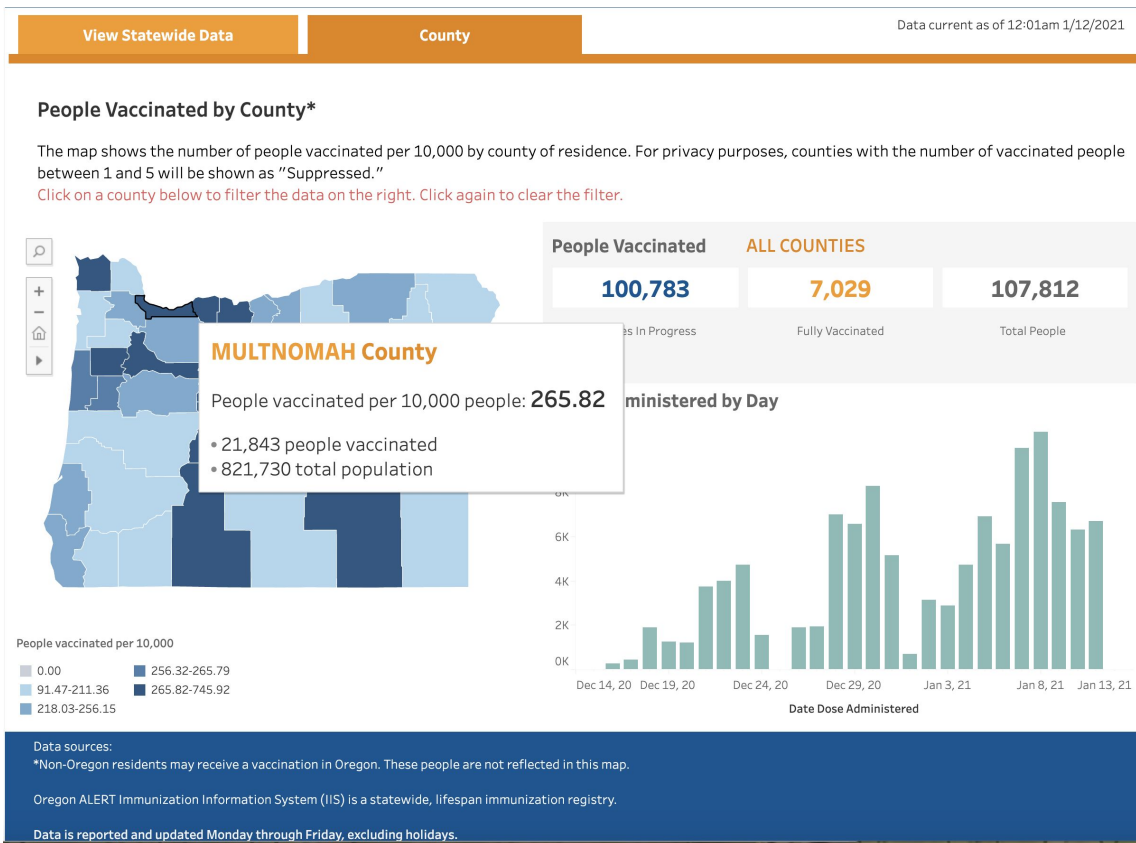 View Statewide Data
County
Data current as of 12:01am 1/12/2021
People Vaccinated by County*
The map shows the number of people vaccinated per 10,000 by county of residence. For privacy purposes, counties with the number of vaccinated people
between 1 and 5 will be shown as "Suppressed."
Click on a county below to filter the data on the right. Click again to clear the filter.
People Vaccinated
ALL COUNTIES
100,783
7,029
107,812
In Progress
Fully Vaccinated
Total People
MULTNOMAH County
People vaccinated per 10,000 people: 265.82
• 21,843 people vaccinated
• 821,730 total population
by Day
6K
4K
2K
0K
Dec 14, 20 Dec 19, 20 Dec 24, 20 Dec 29, 20 Jan 3, 21 Jan 8, 21 Jan 13, 21
Date Dose Administered
People vaccinated per 10,000
0.00
256.32-265.79
91.47-211.36
265.82-745.92
218.03-256.15
Data sources:
*Non-Oregon residents may receive a vaccination in Oregon. These people are not reflected in this map.
Oregon ALERT Immunization Information System (IIS) is a statewide, lifespan immunization registry.
Data is reported and updated Monday through Friday, excluding holidays.